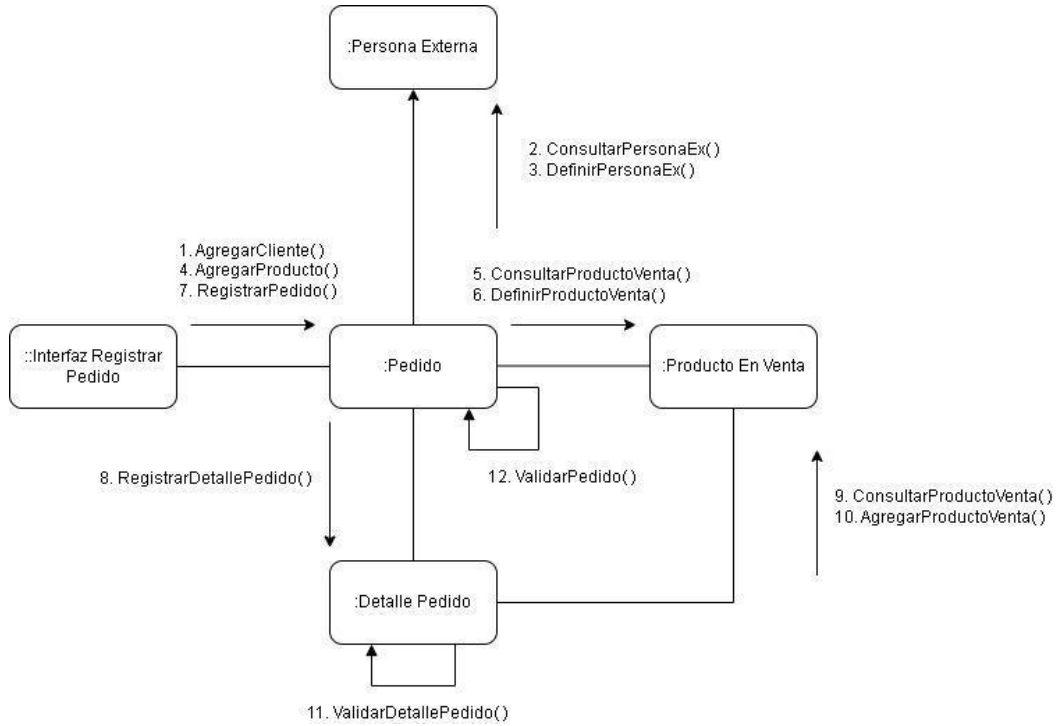 :Persona Externa
2. ConsultarPersonaEx()
3. DefinirPersonaEx()
1. AgregarCliente()
4. AgregarProducto()
7. RegistrarPedido()
5. ConsultarProductoVenta()
6. DefinirProductoVenta()
::Interfaz Registrar
Pedido
:Pedido
:Producto En Venta
8. RegistrarDetallePedido()
12. ValidarPedido()
9. ConsultarProductoVenta()
10. AgregarProductoVenta()
:Detalle Pedido
11. ValidarDetallePedido()